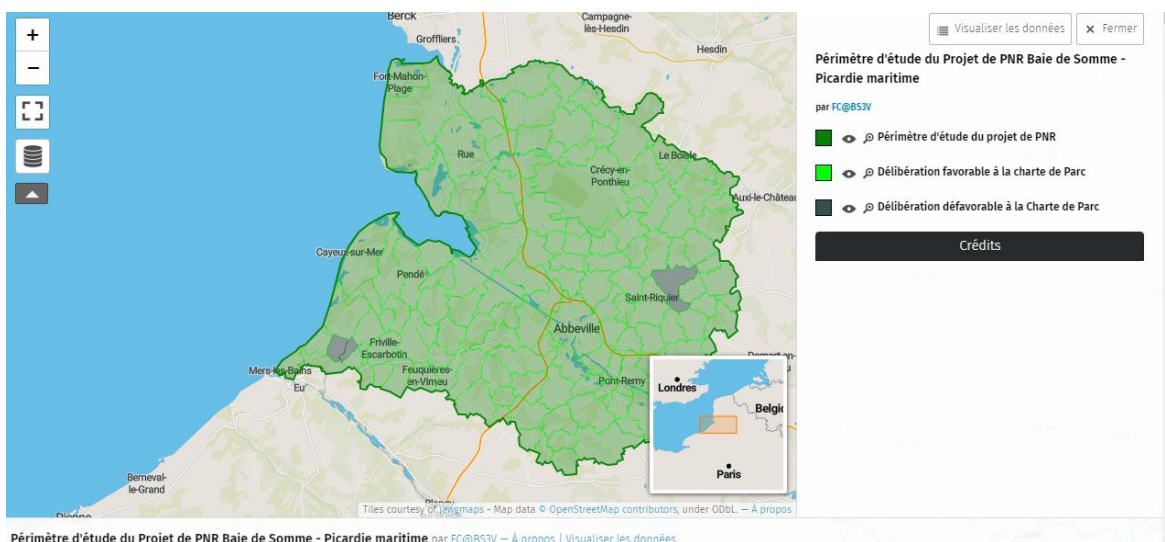 Visualiser les données
× Fermer
Périmètre d'étude du Projet de PNR Baie de Somme -
Picardie maritime
par FC@BS3V
Périmètre d'étude du projet de PNR
Délibération favorable à la charte de Parc
Délibération défavorable à la Charte de Parc
Crédits
+
−
Berck
Campagne-
lès-Hesdin
Groffliers
Hesdin
Fort-Mahon-
Plage
Rue
Le Boisle
Crécy-en-
Ponthieu
Auxi-le-Château
Cayeux-sur-Mer
Pendé
Saint-Riquier
Abbeville
Friville-
Escarbotin
Mers-les-Bains
Eu
Feuquières-
en-Vimeu
Pont-Remy
Londres
Belgic
Paris
Berneval-
le-Grand
Dieppe
Tiles courtesy of jawgmaps - Map data © OpenStreetMap contributors, under ODbL. — À propos
Périmètre d'étude du Projet de PNR Baie de Somme - Picardie maritime par FC@BS3V — À propos | Visualiser les données